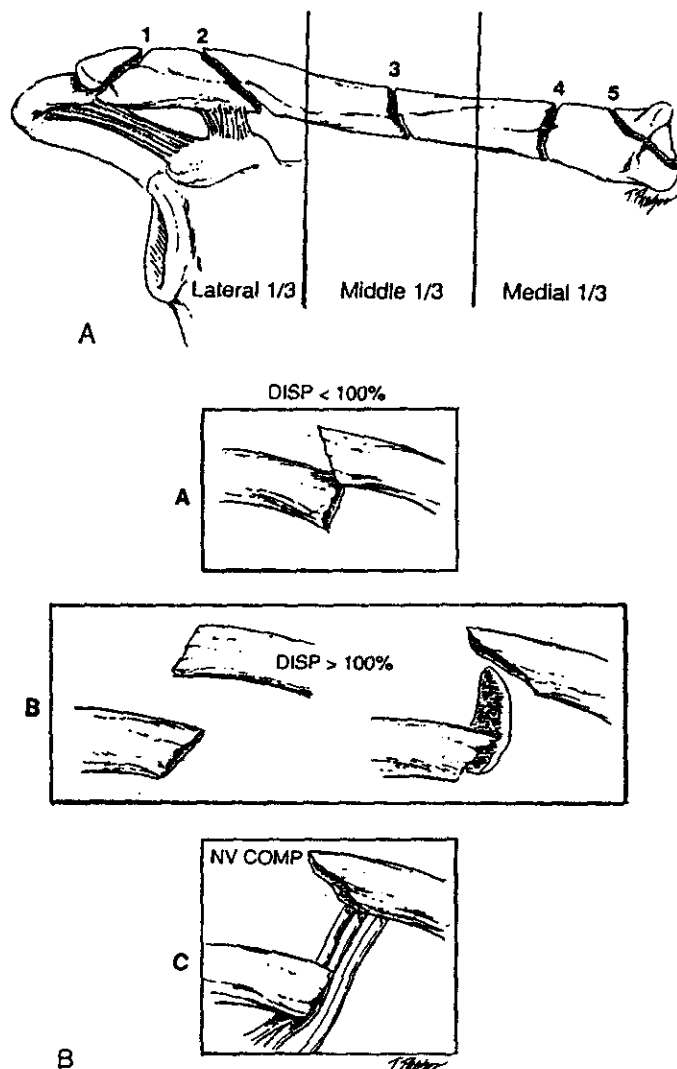 1 2
3
4 5
Lateral 1/3 Middle 1/3 Medial 1/3
A
DISP < 100%
A
DISP > 100%
B
NV COMP
C
B